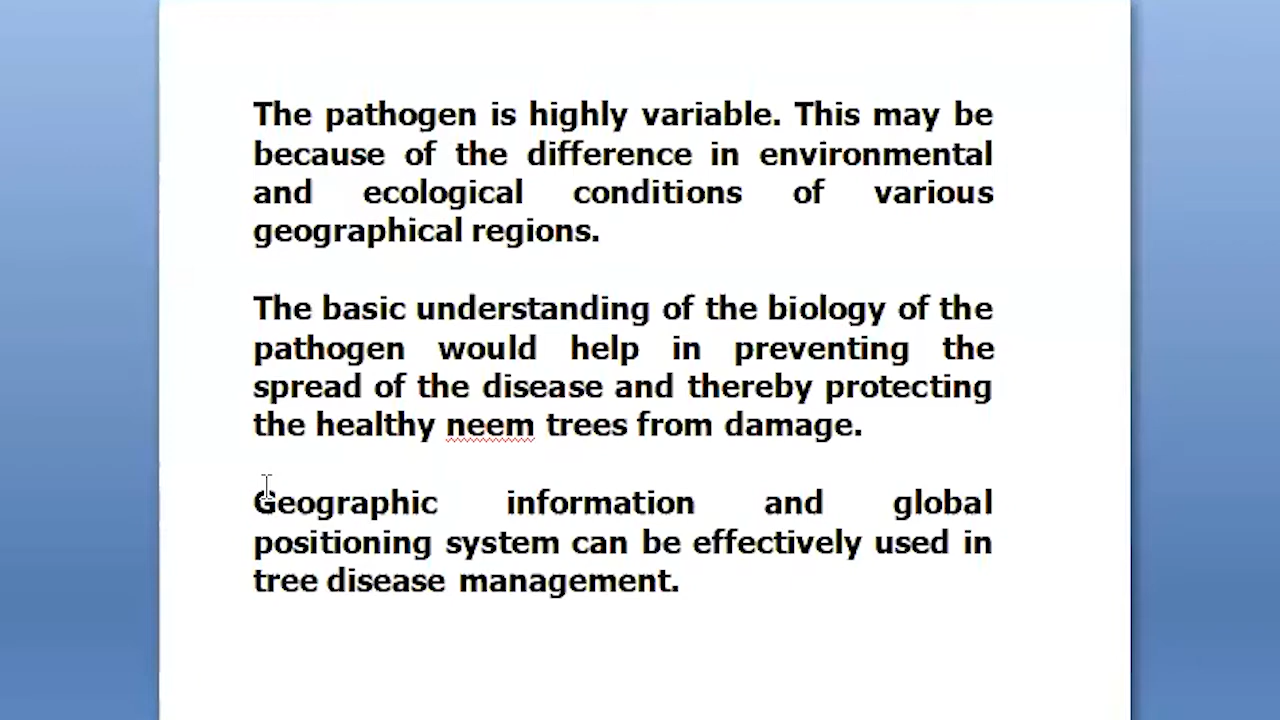 The pathogen is highly variable. This may be
because of the difference in environmental
and ecological conditions of various
geographical regions.
The basic understanding of the biology of the
pathogen would help in preventing the
spread of the disease and thereby protecting
the healthy neem trees from damage.
Geographic information and global
positioning system can be effectively used in
tree disease management.